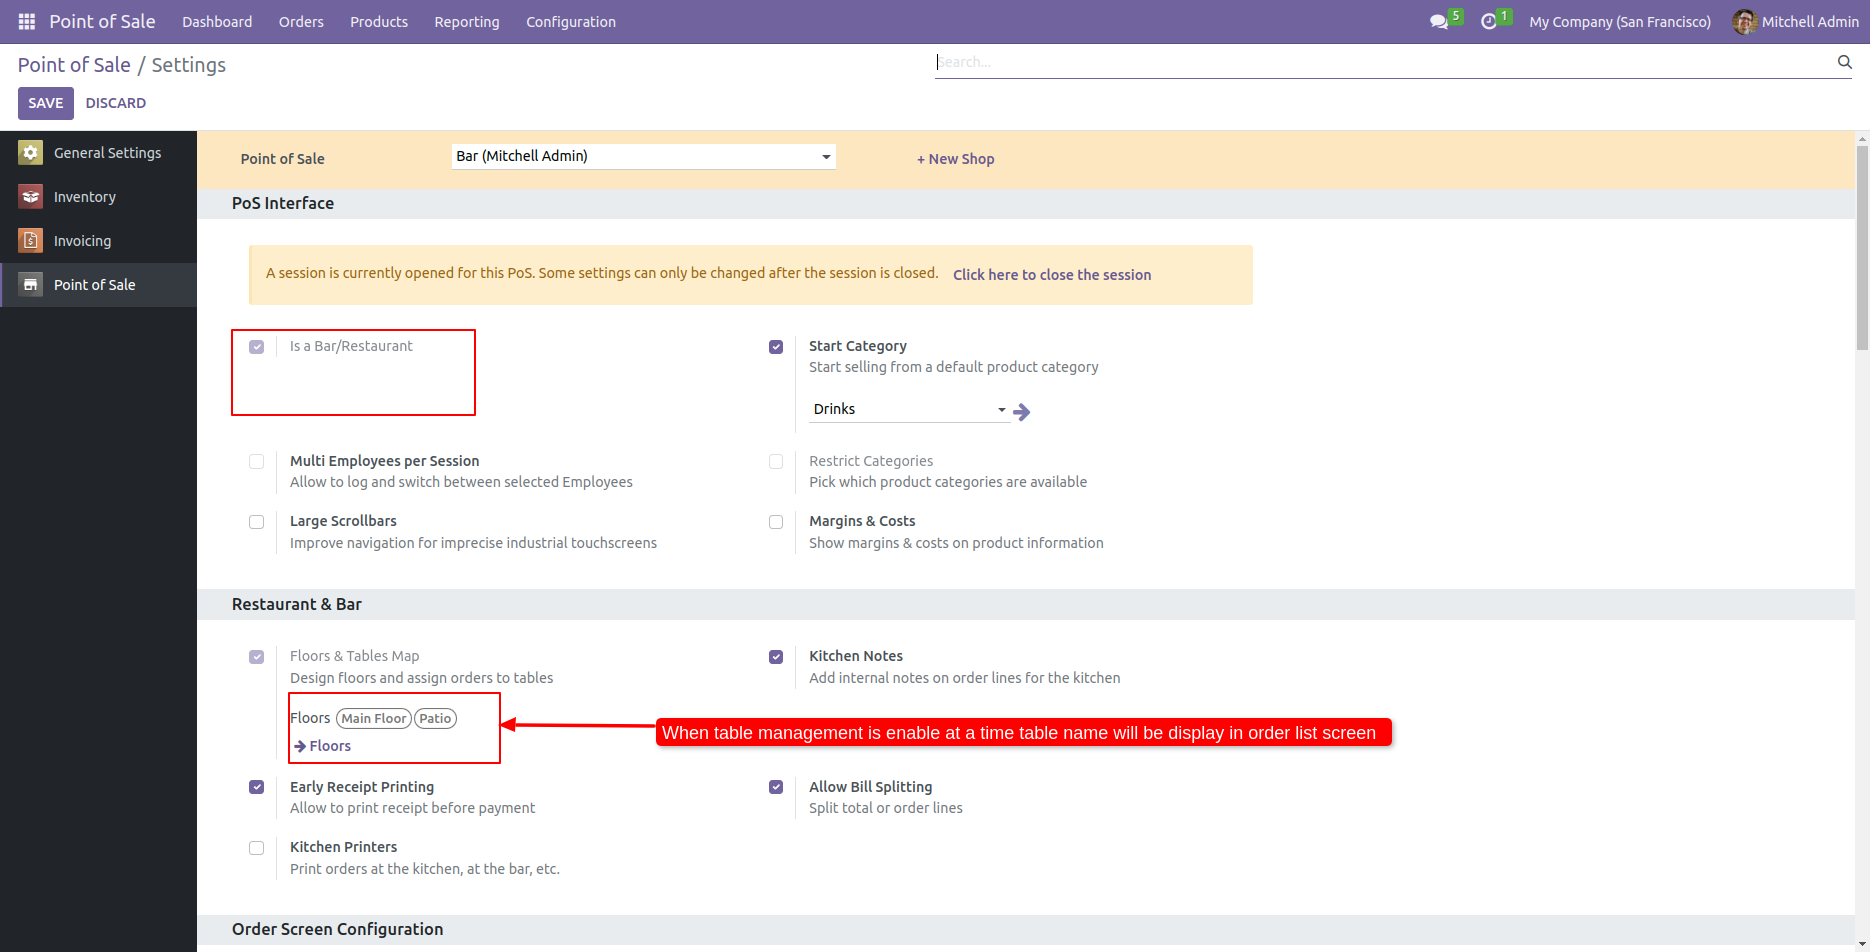 Point of Sale Dashboard Orders Products Reporting Configuration 5 1 My Company (San Francisco) Mitchell Admin
Point of Sale / Settings
Search...
SAVE DISCARD
General Settings
Inventory
Invoicing
Point of Sale
Point of Sale Bar (Mitchell Admin) + New Shop
PoS Interface
A session is currently opened for this PoS. Some settings can only be changed after the session is closed. Click here to close the session
Is a Bar/Restaurant
Start Category
Start selling from a default product category
Drinks
Multi Employees per Session
Allow to log and switch between selected Employees
Restrict Categories
Pick which product categories are available
Large Scrollbars
Improve navigation for imprecise industrial touchscreens
Margins & Costs
Show margins & costs on product information
Restaurant & Bar
Floors & Tables Map
Design floors and assign orders to tables
Floors Main Floor Patio
Floors
Kitchen Notes
Add internal notes on order lines for the kitchen
When table management is enable at a time table name will be display in order list screen
Early Receipt Printing
Allow to print receipt before payment
Allow Bill Splitting
Split total or order lines
Kitchen Printers
Print orders at the kitchen, at the bar, etc.
Order Screen Configuration